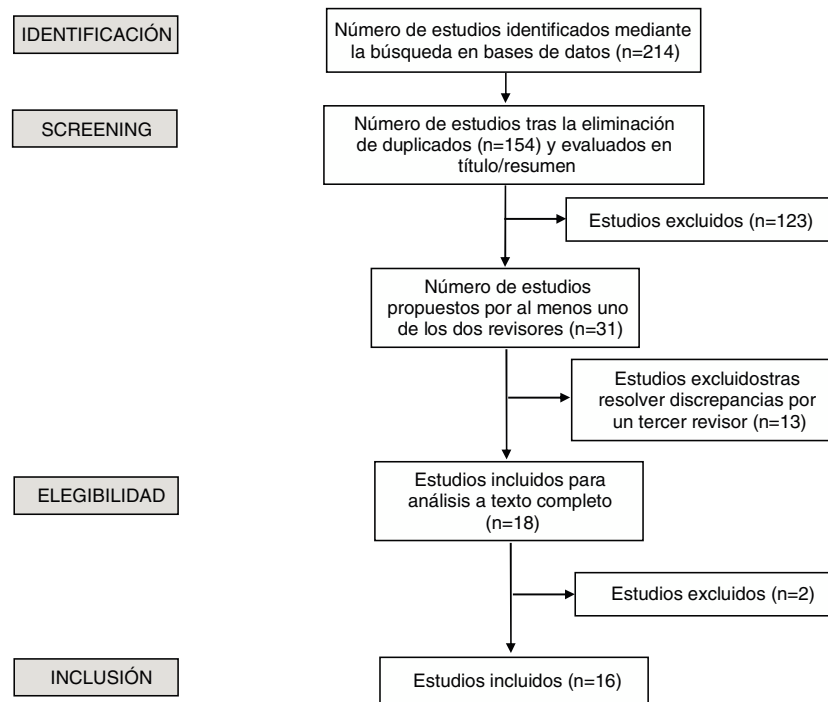 IDENTIFICACIÓN
Número de estudios identificados mediante
la búsqueda en bases de datos (n=214)
SCREENING
Número de estudios tras la eliminación
de duplicados (n=154) y evaluados en
título/resumen
Estudios excluidos (n=123)
Número de estudios
propuestos por al menos uno
de los dos revisores (n=31)
Estudios excluidostras
resolver discrepancias por
un tercer revisor (n=13)
ELEGIBILIDAD
Estudios incluidos para
análisis a texto completo
(n=18)
Estudios excluidos (n=2)
INCLUSIÓN
Estudios incluidos (n=16)